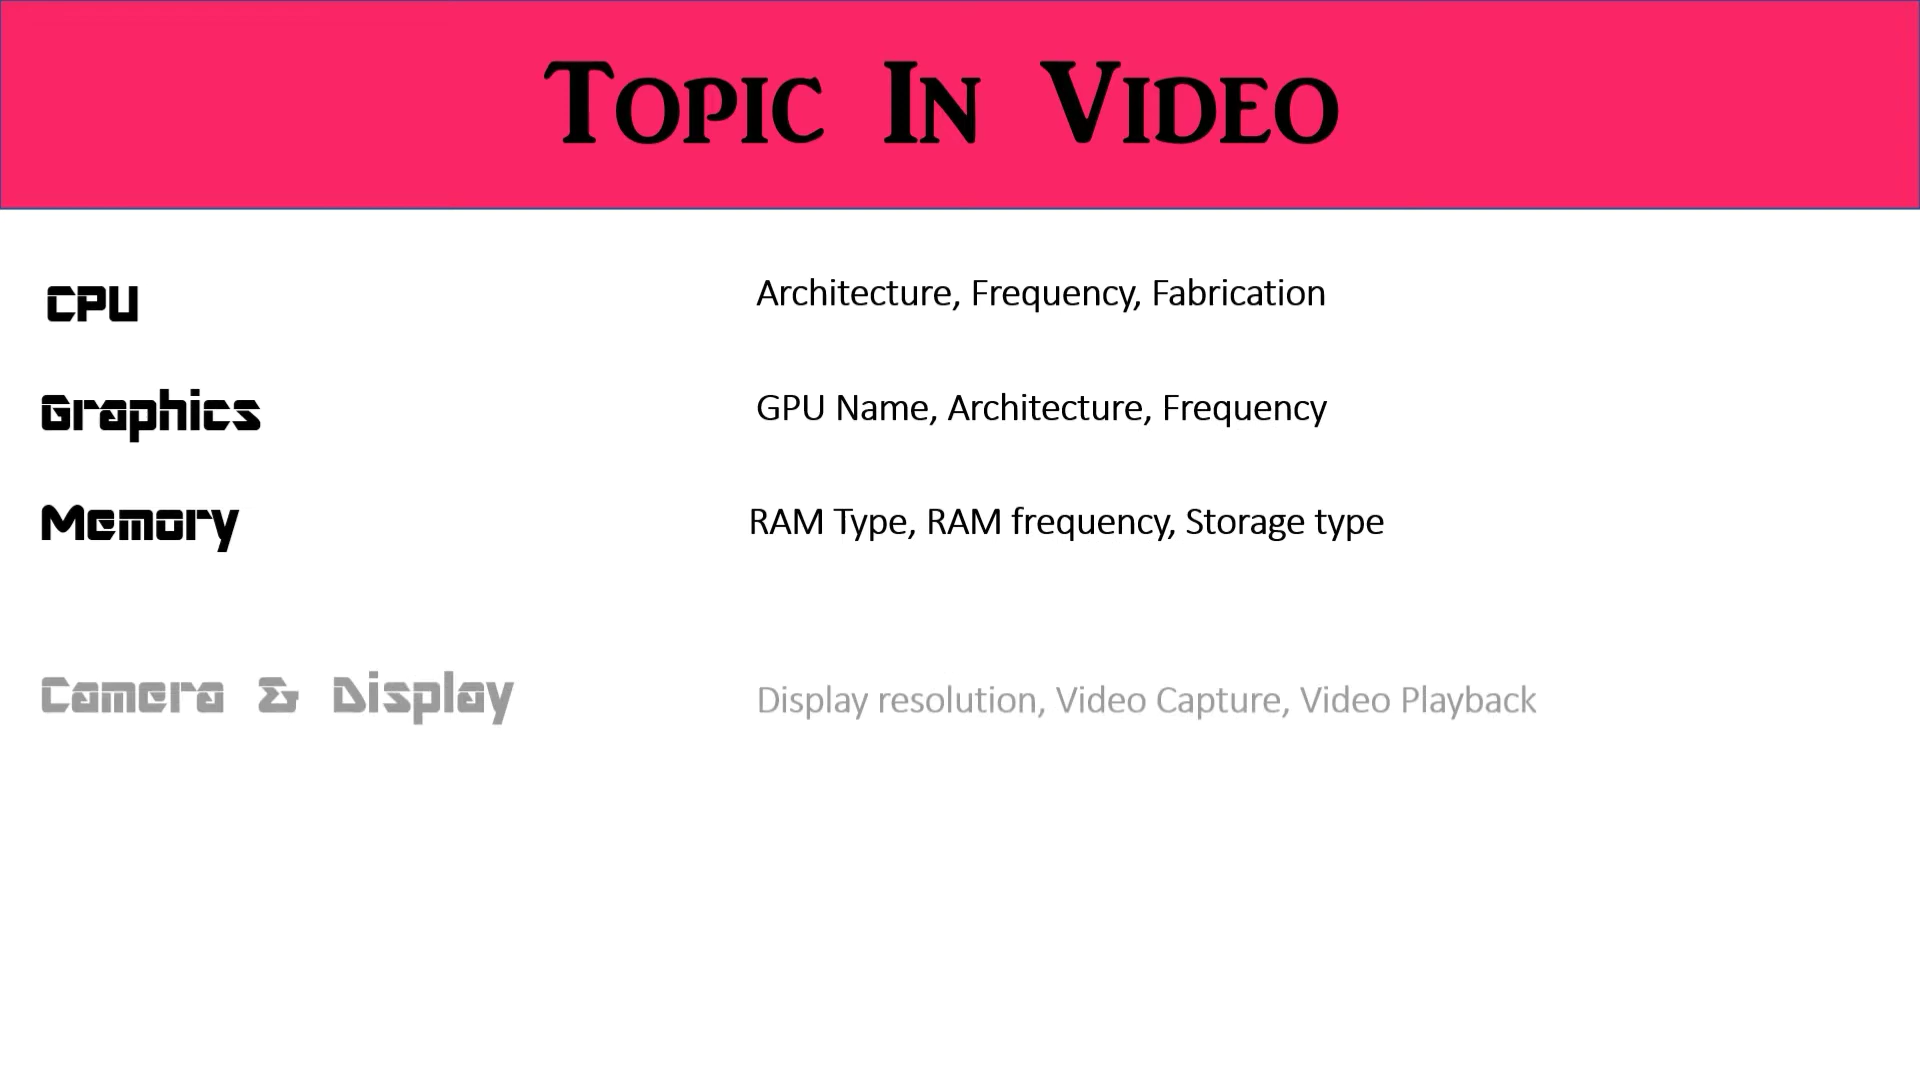 Topic In Video
CPU
Architecture, Frequency, Fabrication
Graphics
GPU Name, Architecture, Frequency
Memory
RAM Type, RAM frequency, Storage type
Camera & Display
Display resolution, Video Capture, Video Playback